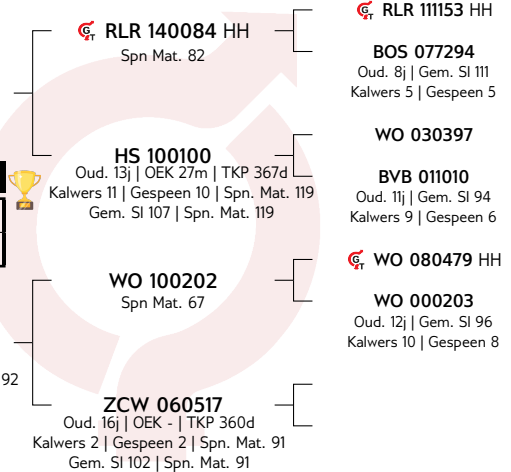 GT RLR 140084 HH
Spn Mat. 82
HS 100100
Oud. 13j | OEK 27m | TKP 367d
Kalwers 11 | Gespeen 10 | Spn. Mat. 119
Gem. SI 107 | Spn. Mat. 119
WO 100202
Spn Mat. 67
92
ZCW 060517
Oud. 16j | OEK - | TKP 360d
Kalwers 2 | Gespeen 2 | Spn. Mat. 91
Gem. SI 102 | Spn. Mat. 91
GT RLR 111153 HH
BOS 077294
Oud. 8j | Gem. SI 111
Kalwers 5 | Gespeen 5
WO 030397
BVB 011010
Oud. 11j | Gem. SI 94
Kalwers 9 | Gespeen 6
GT WO 080479 HH
WO 000203
Oud. 12j | Gem. SI 96
Kalwers 10 | Gespeen 8